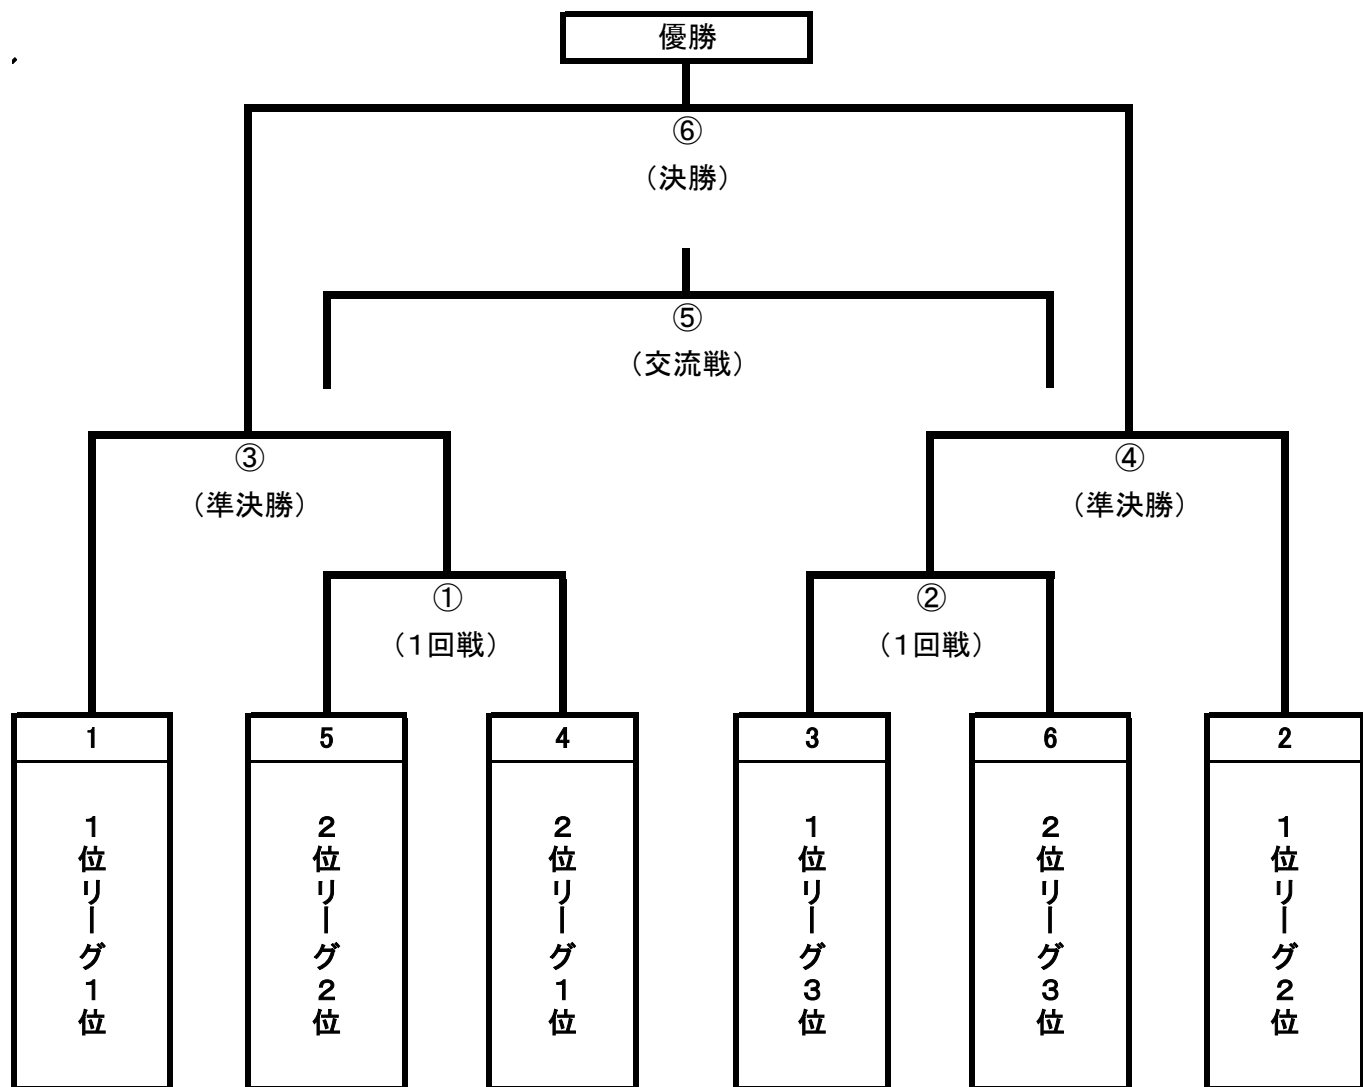 優勝
⑥
（決勝）
⑤
（交流戦）
③
（準決勝）
④
（準決勝）
①
（１回戦）
②
（１回戦）
1
5
4
3
6
2
１位リーグ１位
２位リーグ２位
２位リーグ１位
１位リーグ３位
２位リーグ３位
１位リーグ２位